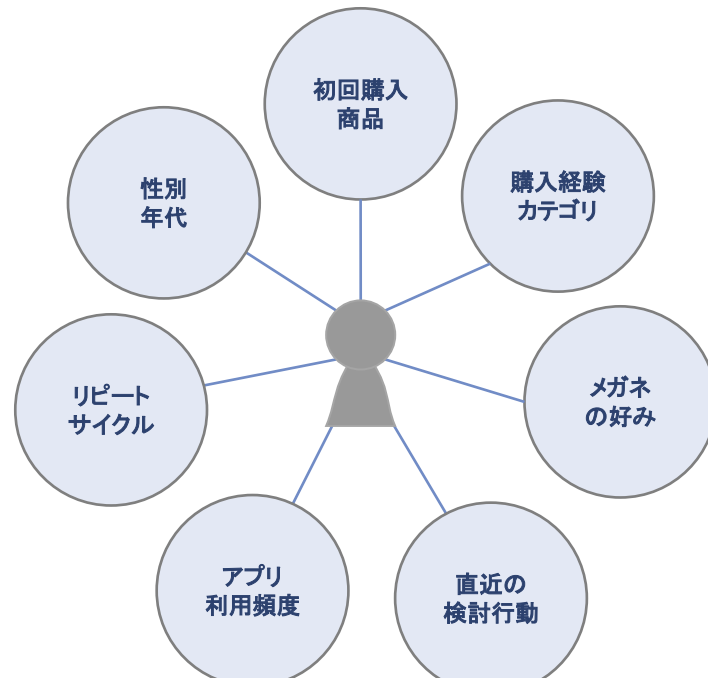 初回購入
商品
性別
年代
購入経験
カテゴリ
リピート
サイクル
メガネ
の好み
アプリ
利用頻度
直近の
検討行動